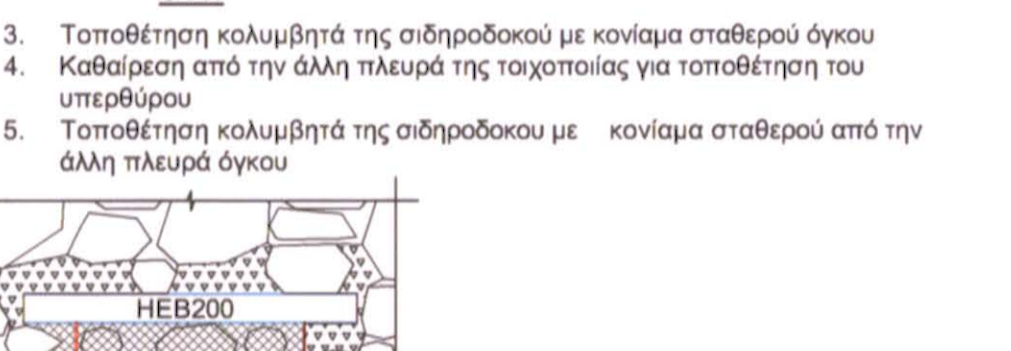 3. Τοποθέτηση κολυμβητά της σιδηροδοκού με κονίαμα σταθερού όγκου
4. Καθαίρεση από την άλλη πλευρά της τοιχοποιίας για τοποθέτηση του
υπερθύρου
5. Τοποθέτηση κολυμβητά της σιδηροδοκου με κονίαμα σταθερού από την
άλλη πλευρά όγκου
HEB200